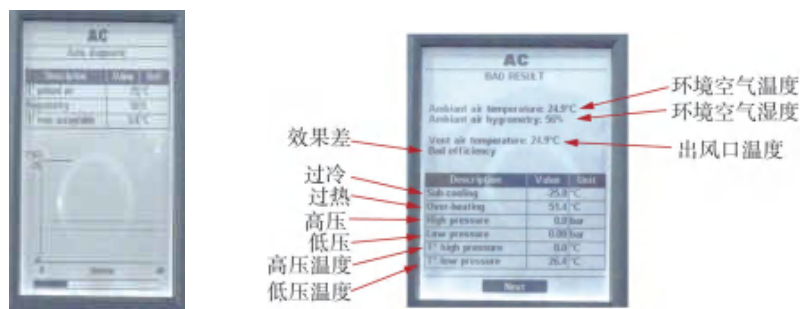 AC
Auto diagnostic
Description Value Unit
AC
BAD RESULT
Ambiant air temperature: 24.9°C
Ambiant air hygrometry: 50%
Vent air temperature: 24.9°C
Bad efficiency
Description Value Unit
Sub cooling °C
Over-heating 51.4 °C
High pressure 0.0 bar
Low pressure 0.00 bar
T° high pressure 0.0 °C
T° low pressure 26.4 °C
Next
效果差
过冷
过热
高压
低压
高压温度
低压温度
环境空气温度
环境空气湿度
出风口温度